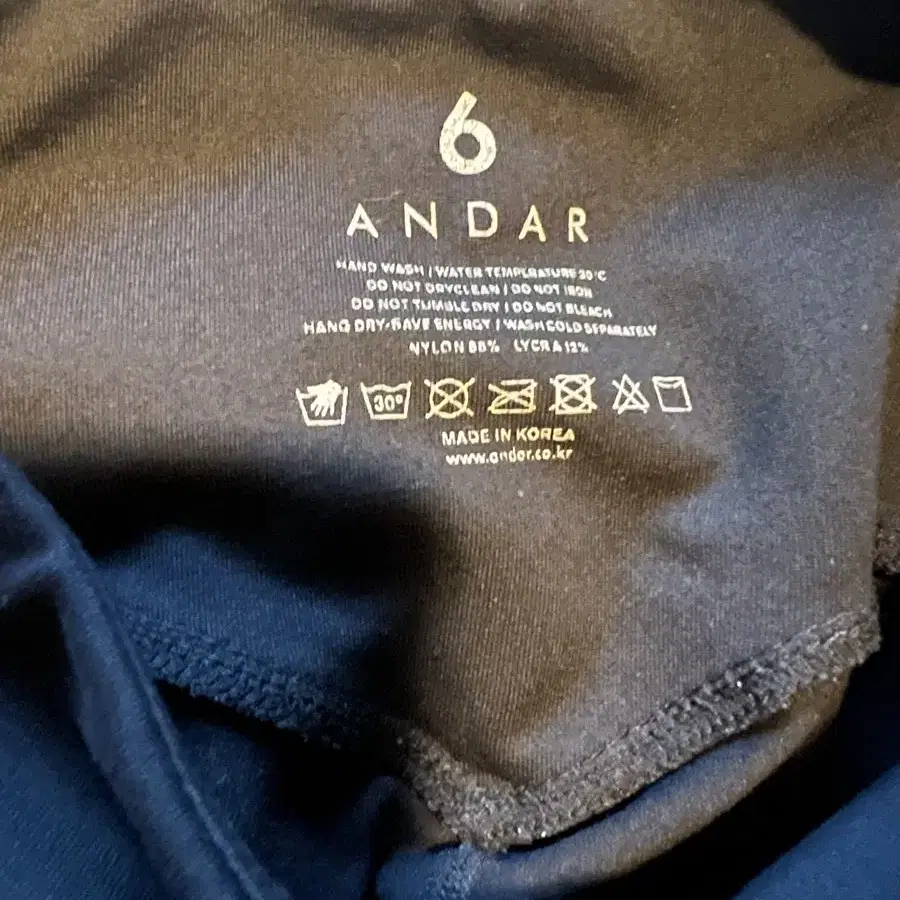 6
ANDAR
HAND WASH / WATER TEMPERATURE 30°C
DO NOT DRYCLEAN / DO NOT IRON
DO NOT TUMBLE DRY / DO NOT BLEACH
HANG DRY-SAVE ENERGY / WASH COLD SEPARATELY
NYLON 88% LYCRA 12%
30°
MADE IN KOREA
www.andar.co.kr